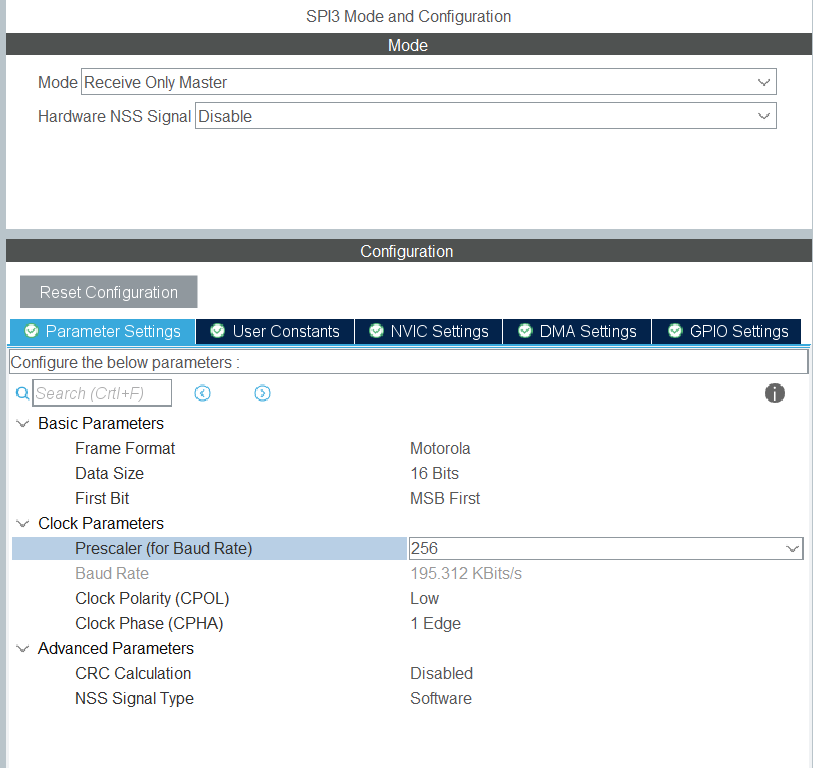 SPI3 Mode and Configuration
Mode
Mode Receive Only Master
Hardware NSS Signal Disable
Configuration
Reset Configuration
Parameter Settings User Constants NVIC Settings DMA Settings GPIO Settings
Configure the below parameters :
Search (CrtI+F)
Basic Parameters
Frame Format Motorola
Data Size 16 Bits
First Bit MSB First
Clock Parameters
Prescaler (for Baud Rate) 256
Baud Rate 195.312 KBits/s
Clock Polarity (CPOL) Low
Clock Phase (CPHA) 1 Edge
Advanced Parameters
CRC Calculation Disabled
NSS Signal Type Software